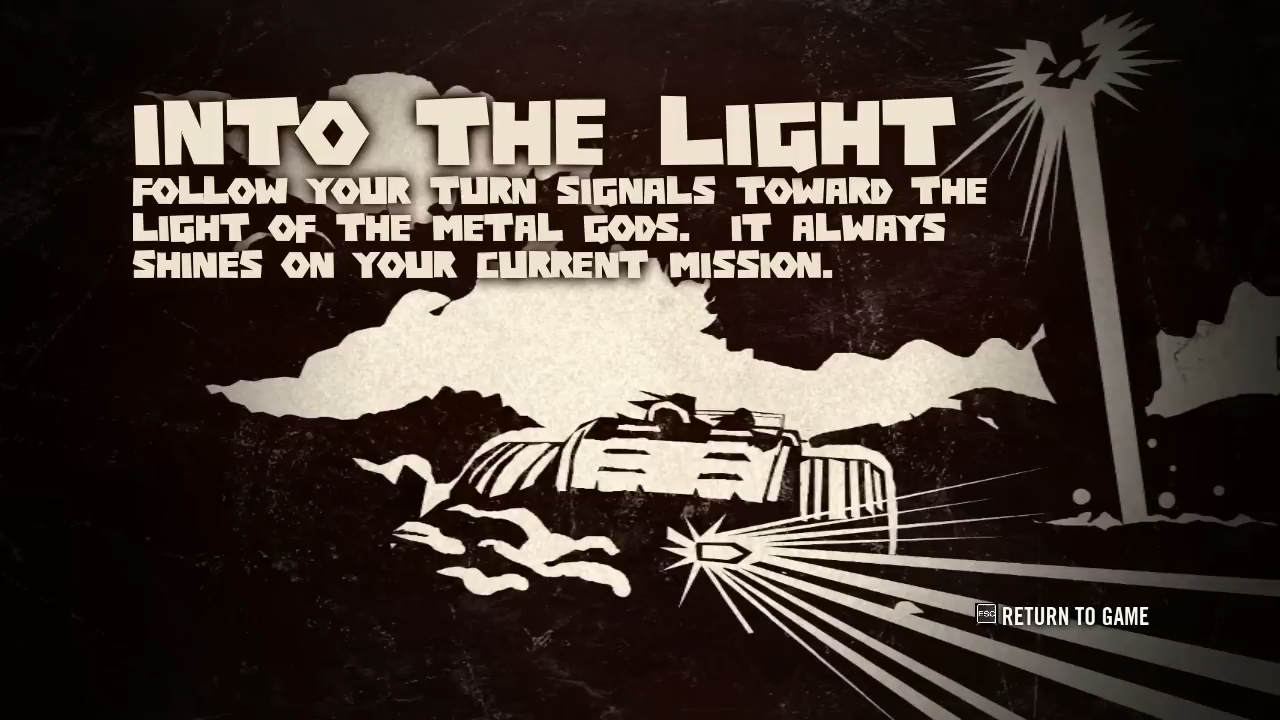 INTO THE LIGHT
FOLLOW YOUR TURN SIGNALS TOWARD THE
LIGHT OF THE METAL GODS.  IT ALWAYS
SHINES ON YOUR CURRENT MISSION.
ESC RETURN TO GAME